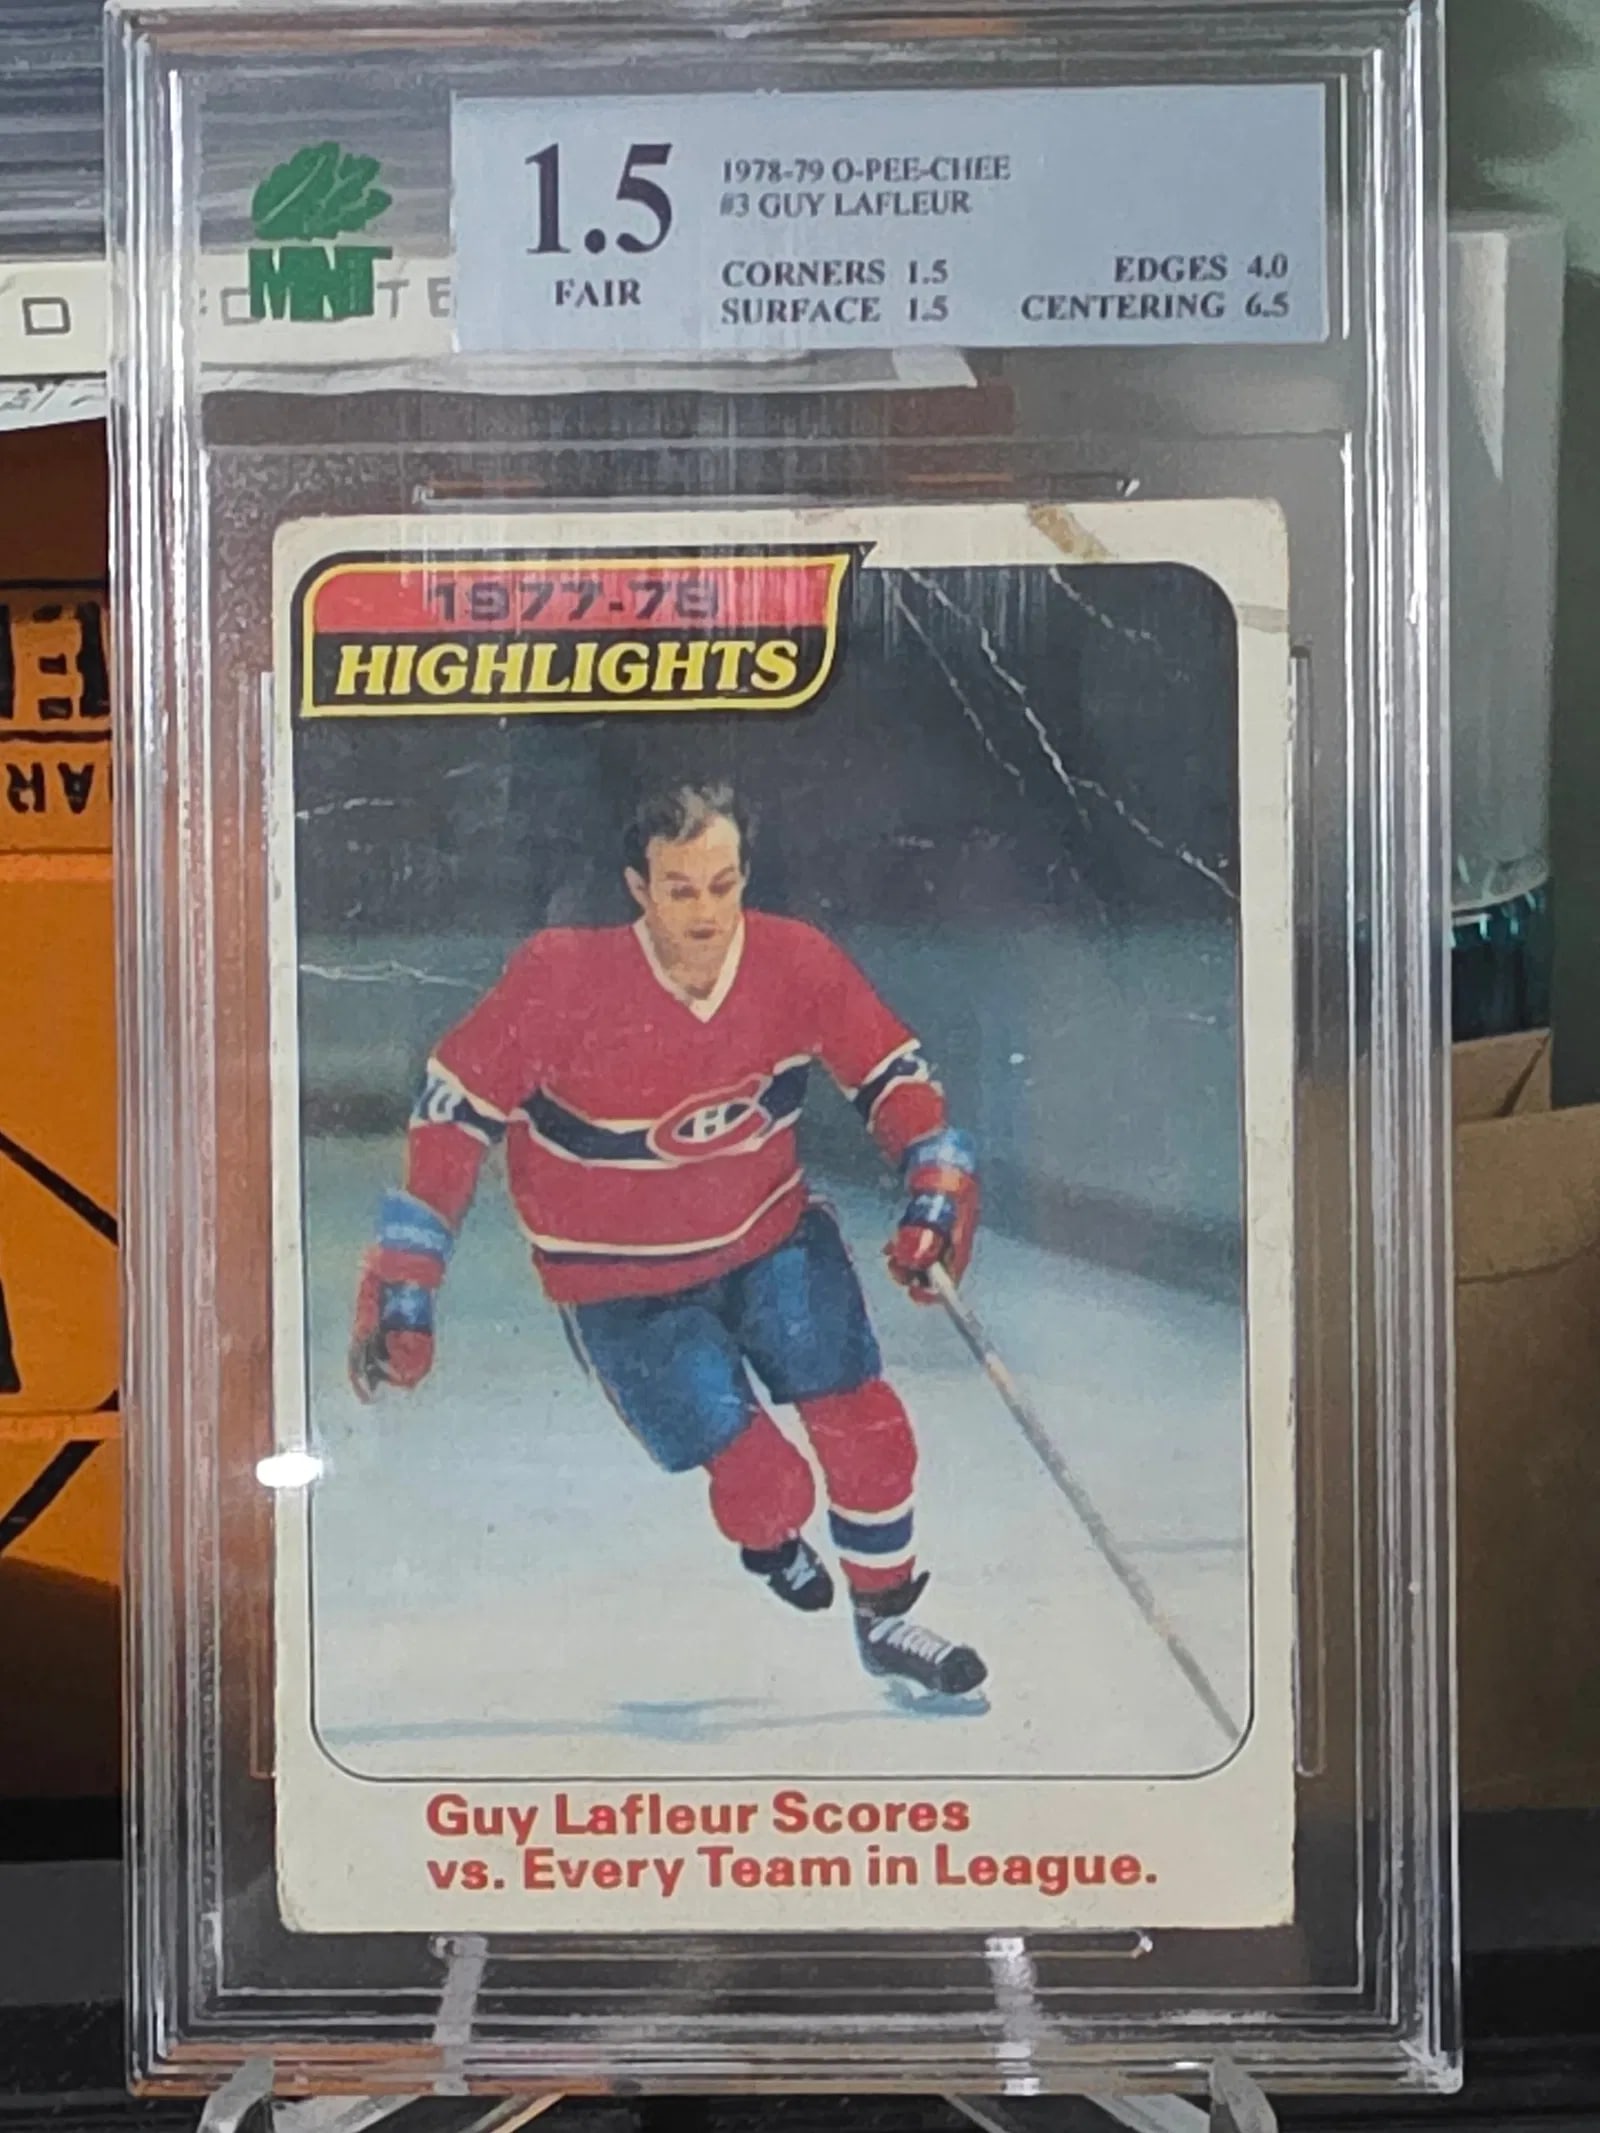 1.5
FAIR
1978-79 O-PEE-CHEE
#3 GUY LAFLEUR
CORNERS 1.5
EDGES 4.0
SURFACE 1.5
CENTERING 6.5
MNT
1977-78
HIGHLIGHTS
H
Guy Lafleur Scores
vs. Every Team in League.